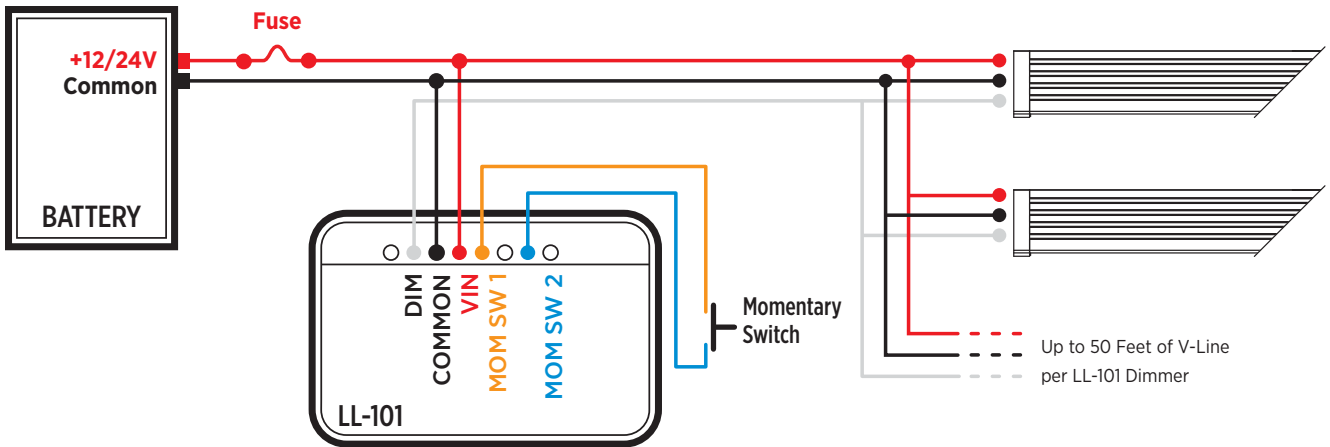 Fuse
+12/24V
Common
BATTERY
DIM
COMMON
VIN
MOM SW 1
MOM SW 2
LL-101
Momentary
Switch
Up to 50 Feet of V-Line
per LL-101 Dimmer